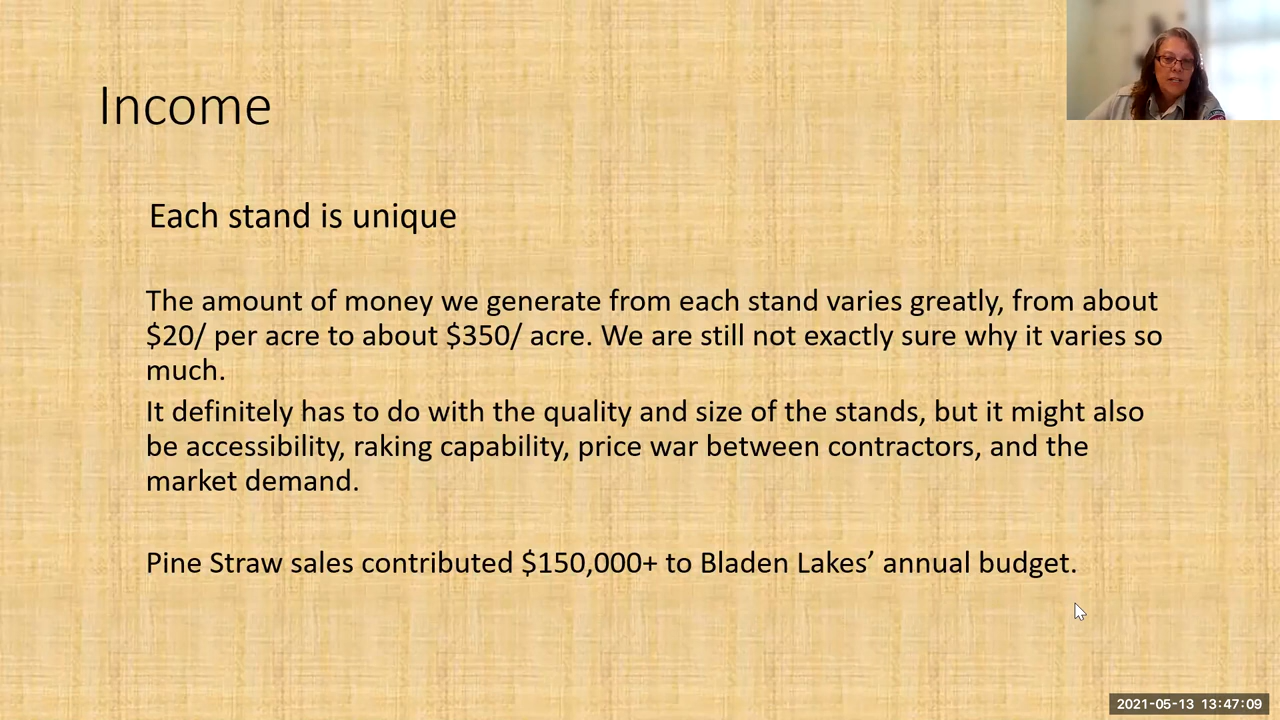 Income
Each stand is unique
The amount of money we generate from each stand varies greatly, from about
$20/ per acre to about $350/ acre. We are still not exactly sure why it varies so
much.
It definitely has to do with the quality and size of the stands, but it might also
be accessibility, raking capability, price war between contractors, and the
market demand.
Pine Straw sales contributed $150,000+ to Bladen Lakes’ annual budget.
2021-05-13 13:47:09